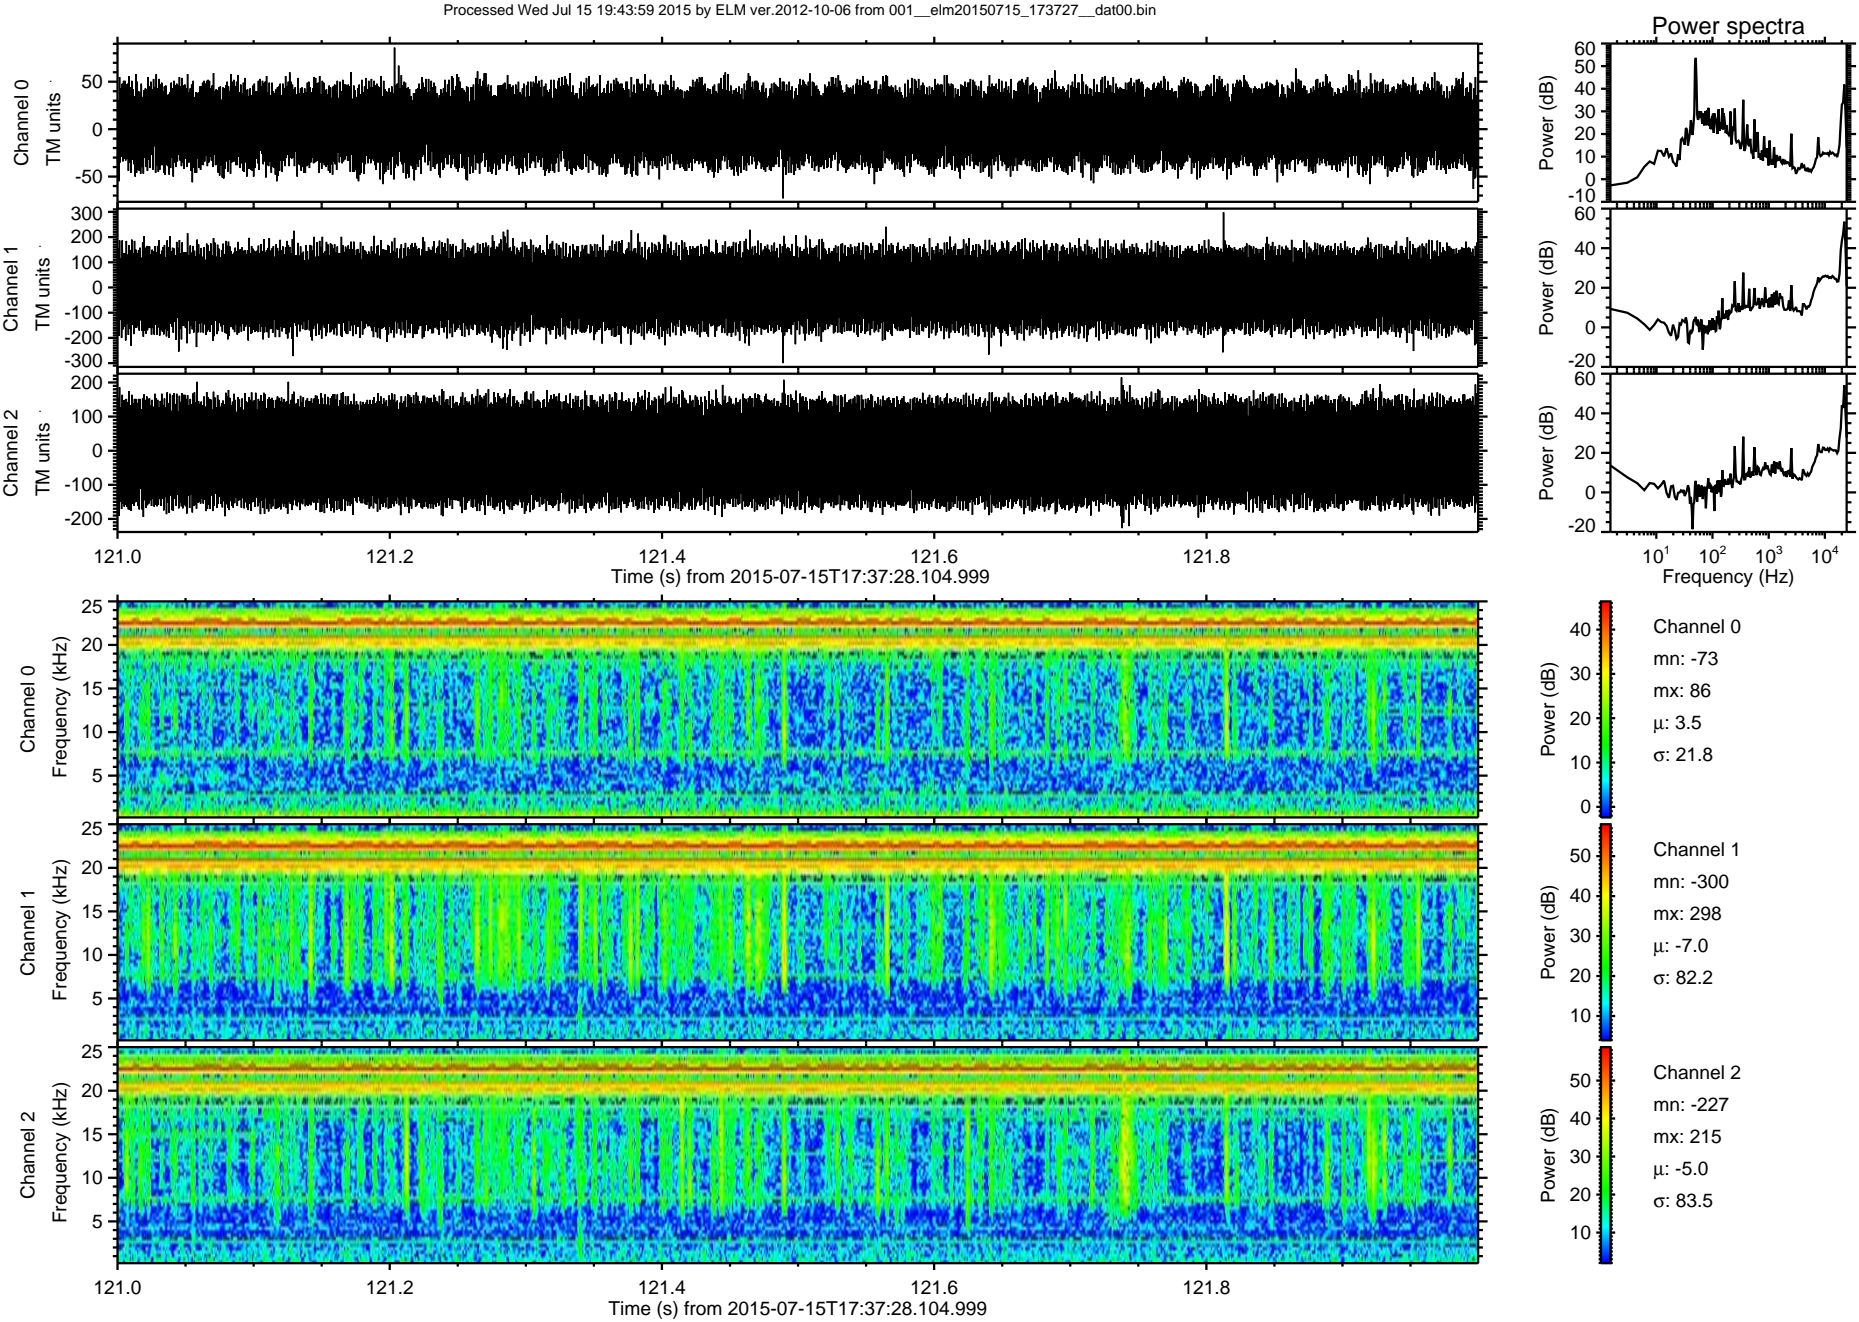 Processed Wed Jul 15 19:43:59 2015 by ELM ver.2012-10-06 from 001__elm20150715_173727__dat00.bin
Power spectra
Channel 0
TM units
50
0
-50
Power (dB)
60
50
40
30
20
10
0
-10
Channel 1
TM units
300
200
100
0
-100
-200
-300
Power (dB)
60
40
20
0
-20
Channel 2
TM units
200
100
0
-100
-200
Power (dB)
60
40
20
0
-20
121.0 121.2 121.4 121.6 121.8
Time (s) from 2015-07-15T17:37:28.104.999
10¹ 10² 10³ 10⁴
Frequency (Hz)
Channel 0
Frequency (kHz)
25
20
15
10
5
Power (dB)
40
30
20
10
0
Channel 0
mn: -73
mx: 86
μ: 3.5
σ: 21.8
Channel 1
Frequency (kHz)
25
20
15
10
5
Power (dB)
50
40
30
20
10
Channel 1
mn: -300
mx: 298
μ: -7.0
σ: 82.2
Channel 2
Frequency (kHz)
25
20
15
10
5
Power (dB)
50
40
30
20
10
Channel 2
mn: -227
mx: 215
μ: -5.0
σ: 83.5
121.0 121.2 121.4 121.6 121.8
Time (s) from 2015-07-15T17:37:28.104.999